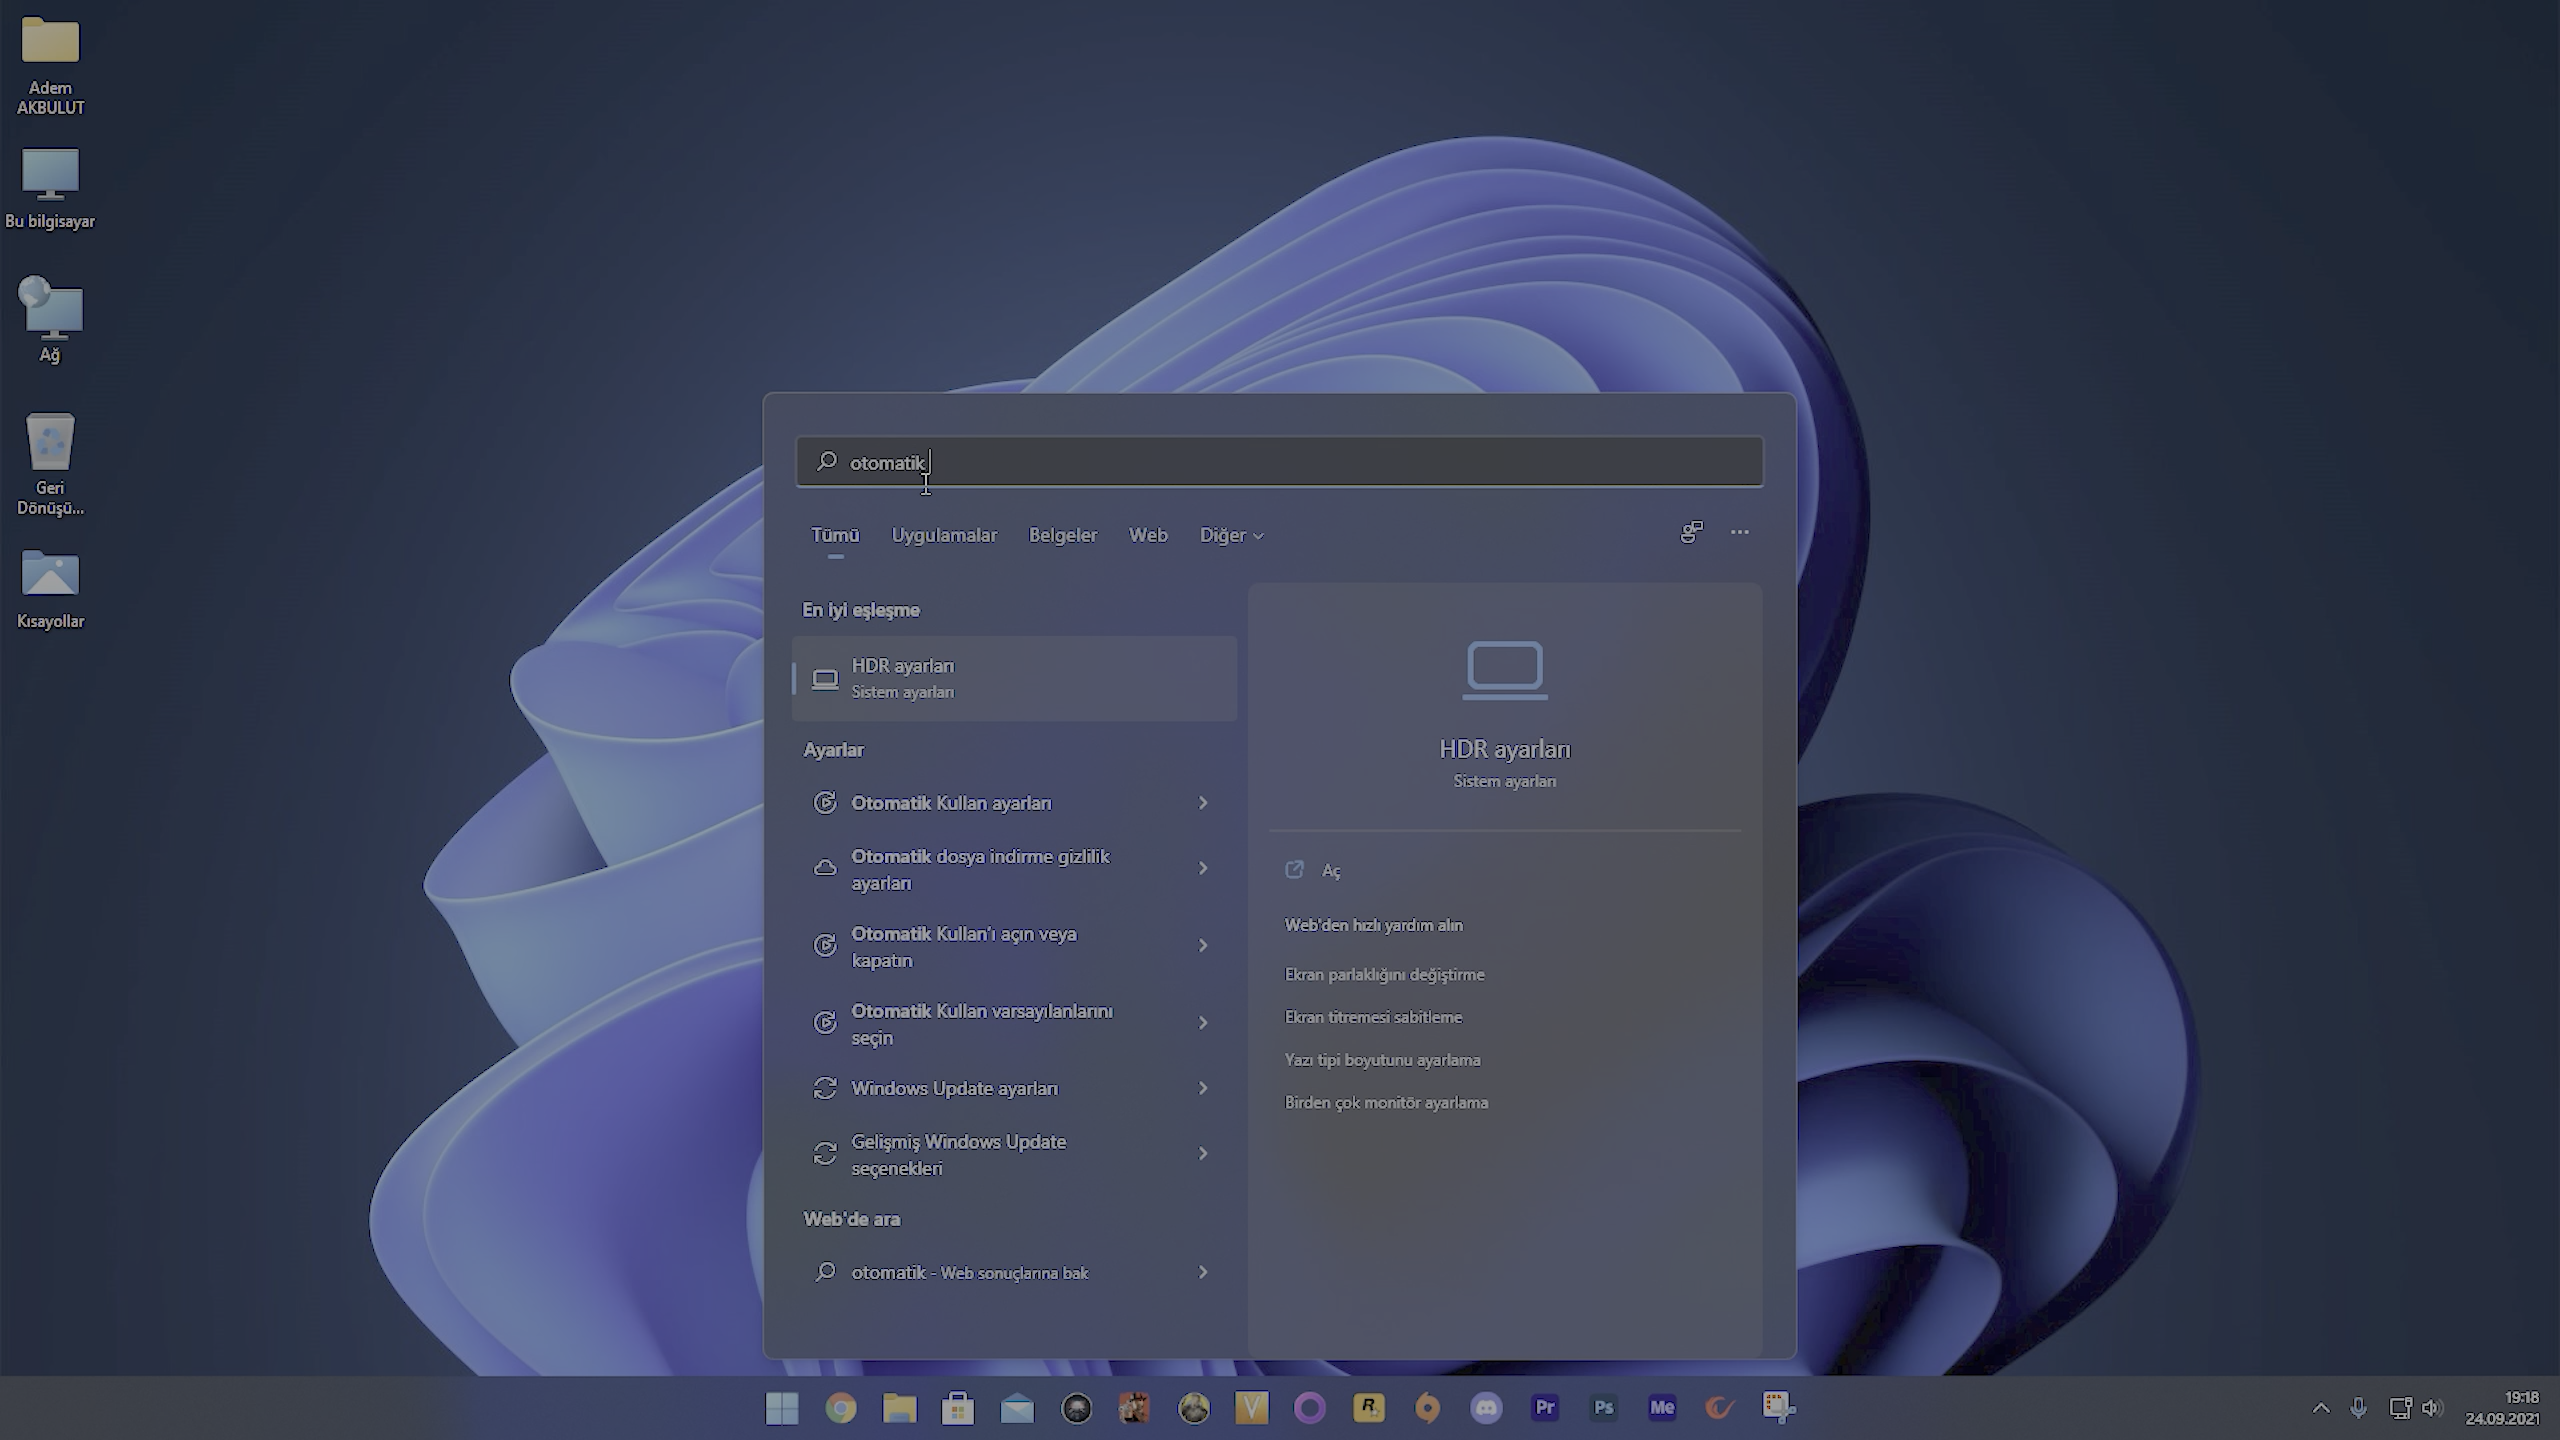 Adem
AKBULUT
Bu bilgisayar
Ağ
Geri
Dönüşü...
Kısayollar
otomatik
Tümü Uygulamalar Belgeler Web Diğer
En iyi eşleşme
HDR ayarları
Sistem ayarları
Ayarlar
Otomatik Kullan ayarları
Otomatik dosya indirme gizlilik
ayarları
Otomatik Kullan'ı açın veya
kapatın
Otomatik Kullan varsayılanlarını
seçin
Windows Update ayarları
Gelişmiş Windows Update
seçenekleri
Web'de ara
otomatik - Web sonuçlarına bak
HDR ayarları
Sistem ayarları
Aç
Web'den hızlı yardım alın
Ekran parlaklığını değiştirme
Ekran titremesi sabitleme
Yazı tipi boyutunu ayarlama
Birden çok monitör ayarlama
V R Pr Ps Me
19:18
24.09.2021